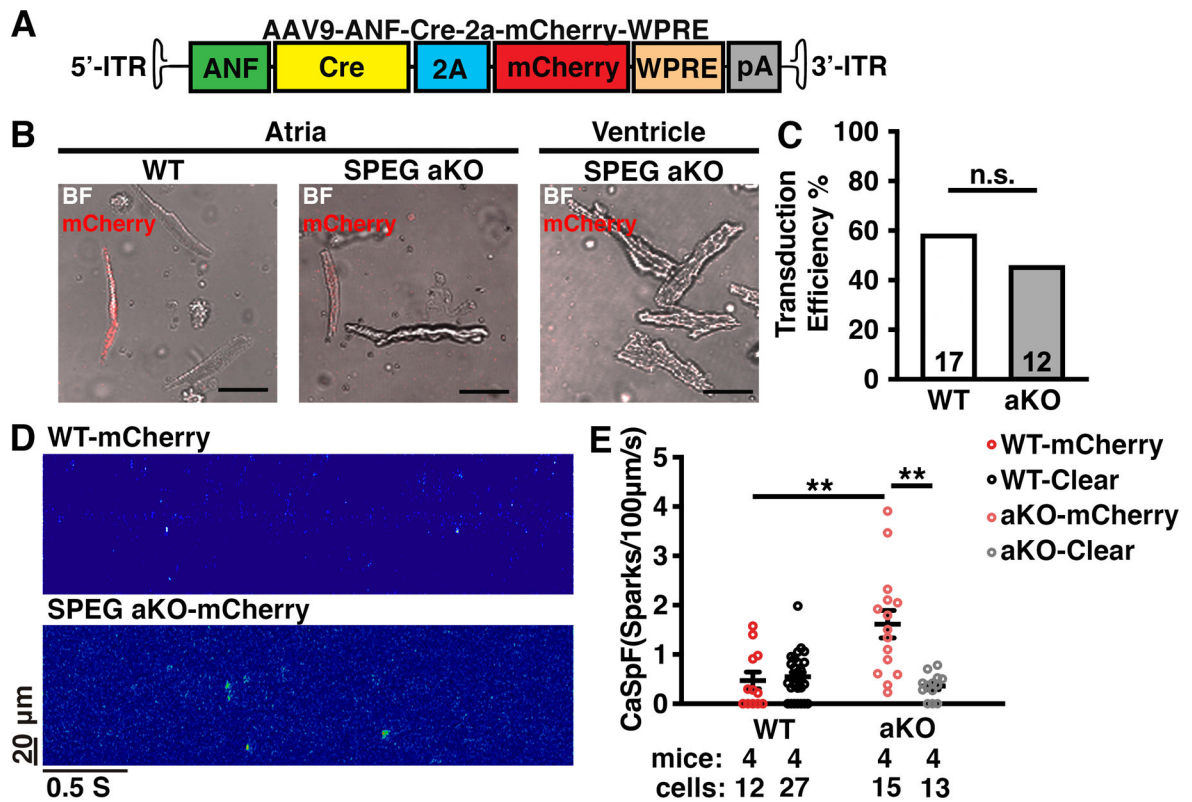 A
AAV9-ANF-Cre-2a-mCherry-WPRE
5'-ITR ANF Cre 2A mCherry WPRE pA 3'-ITR
B
Atria Ventricle
WT SPEG aKO SPEG aKO
BF BF BF
mCherry mCherry mCherry
C
Transduction
Efficiency %
100
80
60
40
20
0
n.s.
17 12
WT aKO
D
WT-mCherry
SPEG aKO-mCherry
20 µm
0.5 S
E
CaSpF(Sparks/100µm/s)
5
4
3
2
1
0
** **
WT-mCherry
WT-Clear
aKO-mCherry
aKO-Clear
WT aKO
mice: 4 4 4 4
cells: 12 27 15 13